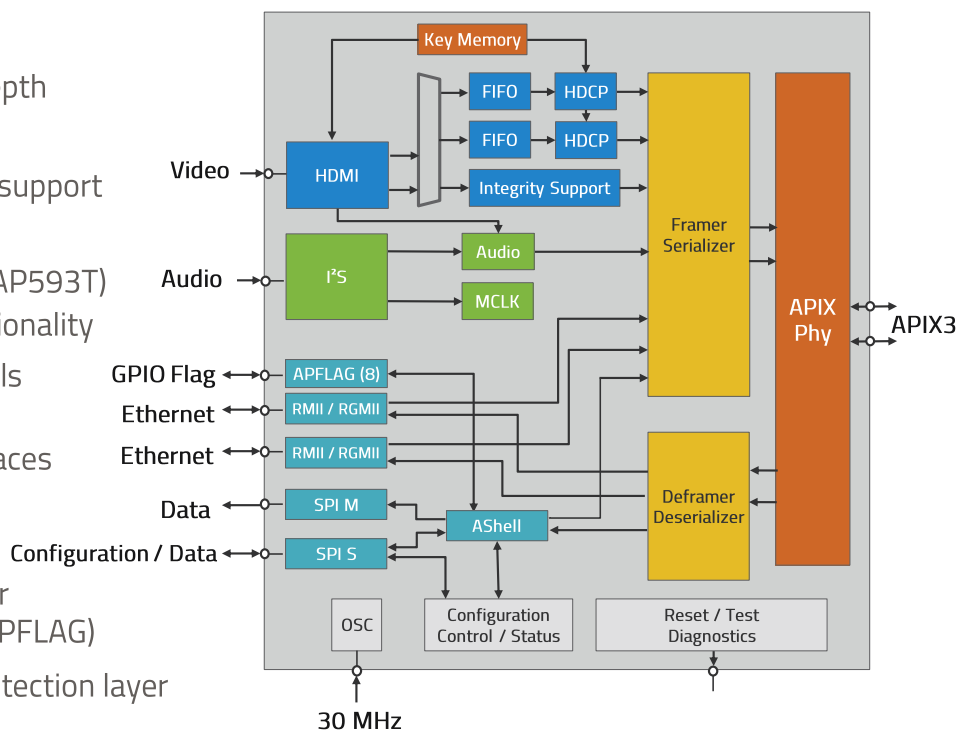 pth
support
AP593T)
ionality
ls
aces
r
PFLAG)
tection layer
Key Memory
FIFO
HDCP
FIFO
HDCP
Video
HDMI
Integrity Support
Framer
Serializer
Audio
I²S
Audio
MCLK
APIX
Phy
APIX3
GPIO Flag
APFLAG (8)
Ethernet
RMII / RGMII
Ethernet
RMII / RGMII
Data
SPI M
AShell
Deframer
Deserializer
Configuration / Data
SPI S
OSC
Configuration
Control / Status
Reset / Test
Diagnostics
30 MHz